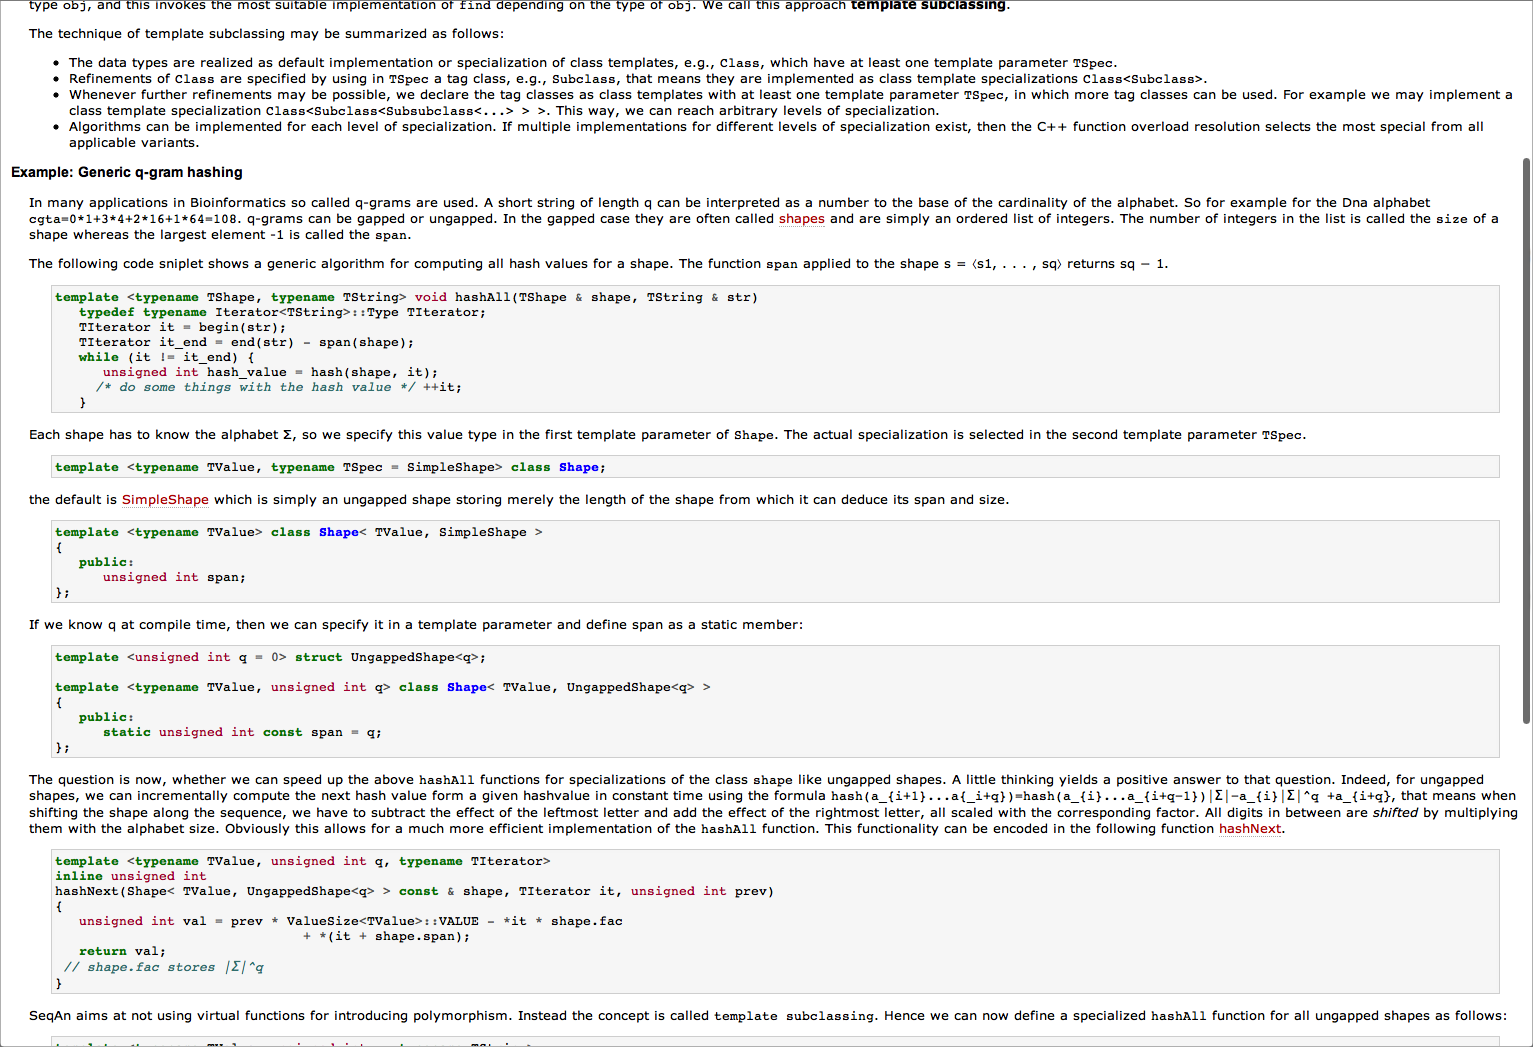 type obj, and this invokes the most suitable implementation of find depending on the type of obj. We call this approach template subclassing.
The technique of template subclassing may be summarized as follows:
• The data types are realized as default implementation or specialization of class templates, e.g., Class, which have at least one template parameter TSpec.
• Refinements of Class are specified by using in TSpec a tag class, e.g., Subclass, that means they are implemented as class template specializations Class<Subclass>.
• Whenever further refinements may be possible, we declare the tag classes as class templates with at least one template parameter TSpec, in which more tag classes can be used. For example we may implement a
class template specialization Class<Subclass<Subsubclass<...> > >. This way, we can reach arbitrary levels of specialization.
• Algorithms can be implemented for each level of specialization. If multiple implementations for different levels of specialization exist, then the C++ function overload resolution selects the most special from all
applicable variants.
Example: Generic q-gram hashing
In many applications in Bioinformatics so called q-grams are used. A short string of length q can be interpreted as a number to the base of the cardinality of the alphabet. So for example for the Dna alphabet
cgta=0*1+3*4+2*16+1*64=108. q-grams can be gapped or ungapped. In the gapped case they are often called shapes and are simply an ordered list of integers. The number of integers in the list is called the size of a
shape whereas the largest element -1 is called the span.
The following code sniplet shows a generic algorithm for computing all hash values for a shape. The function span applied to the shape s = ⟨s1, . . . , sq⟩ returns sq − 1.
template <typename TShape, typename TString> void hashAll(TShape & shape, TString & str)
typedef typename Iterator<TString>::Type TIterator;
TIterator it = begin(str);
TIterator it_end = end(str) - span(shape);
while (it != it_end) {
unsigned int hash_value = hash(shape, it);
/* do some things with the hash value */ ++it;
}
Each shape has to know the alphabet Σ, so we specify this value type in the first template parameter of Shape. The actual specialization is selected in the second template parameter TSpec.
template <typename TValue, typename TSpec = SimpleShape> class Shape;
the default is SimpleShape which is simply an ungapped shape storing merely the length of the shape from which it can deduce its span and size.
template <typename TValue> class Shape< TValue, SimpleShape >
{
public:
unsigned int span;
};
If we know q at compile time, then we can specify it in a template parameter and define span as a static member:
template <unsigned int q = 0> struct UngappedShape<q>;
template <typename TValue, unsigned int q> class Shape< TValue, UngappedShape<q> >
{
public:
static unsigned int const span = q;
};
The question is now, whether we can speed up the above hashAll functions for specializations of the class shape like ungapped shapes. A little thinking yields a positive answer to that question. Indeed, for ungapped
shapes, we can incrementally compute the next hash value form a given hashvalue in constant time using the formula hash(a_{i+1}...a{_i+q})=hash(a_{i}...a_{i+q-1})|Σ|-a_{i}|Σ|^q +a_{i+q}, that means when
shifting the shape along the sequence, we have to subtract the effect of the leftmost letter and add the effect of the rightmost letter, all scaled with the corresponding factor. All digits in between are shifted by multiplying
them with the alphabet size. Obviously this allows for a much more efficient implementation of the hashAll function. This functionality can be encoded in the following function hashNext.
template <typename TValue, unsigned int q, typename TIterator>
inline unsigned int
hashNext(Shape< TValue, UngappedShape<q> > const & shape, TIterator it, unsigned int prev)
{
unsigned int val = prev * ValueSize<TValue>::VALUE - *it * shape.fac
+ *(it + shape.span);
return val;
// shape.fac stores |Σ|^q
}
SeqAn aims at not using virtual functions for introducing polymorphism. Instead the concept is called template subclassing. Hence we can now define a specialized hashAll function for all ungapped shapes as follows: